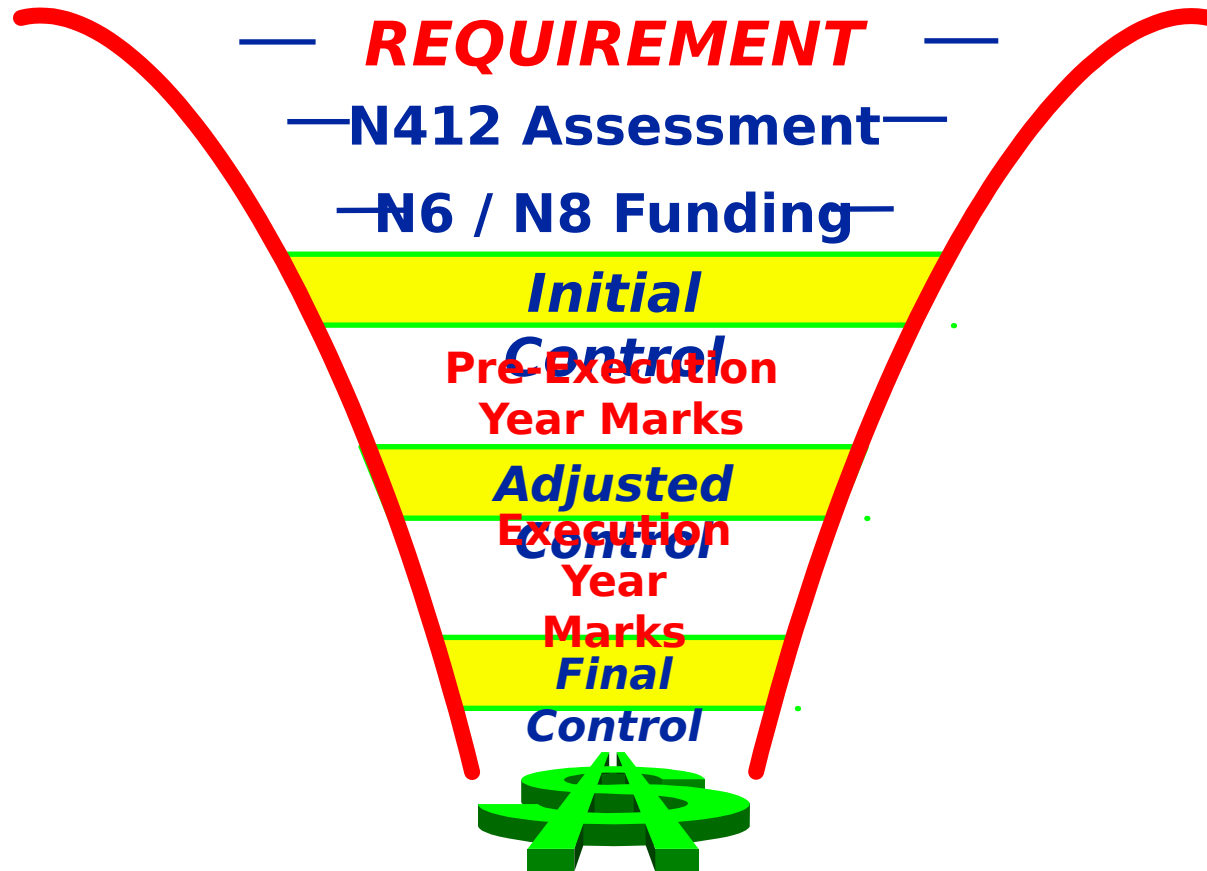 REQUIREMENT
N412 Assessment
N6 / N8 Funding
Initial
Control
Pre-Execution
Year Marks
Adjusted
Control
Execution
Year
Marks
Final
Control
$